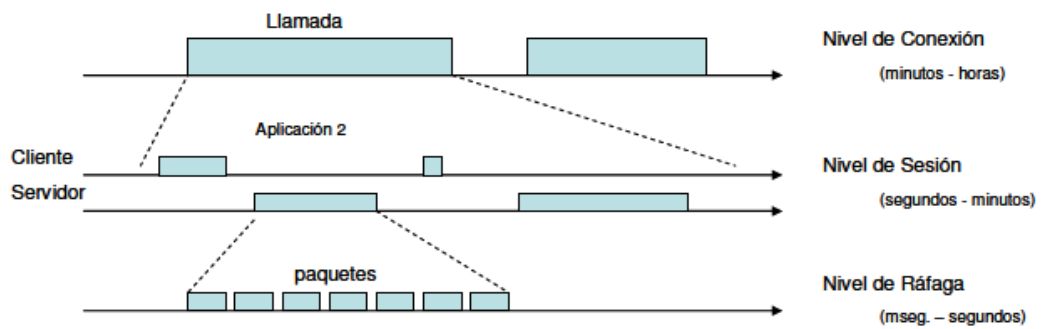 Llamada
Nivel de Conexión
(minutos - horas)
Aplicación 2
Cliente
Nivel de Sesión
Servidor
(segundos - minutos)
paquetes
Nivel de Ráfaga
(mseg. – segundos)